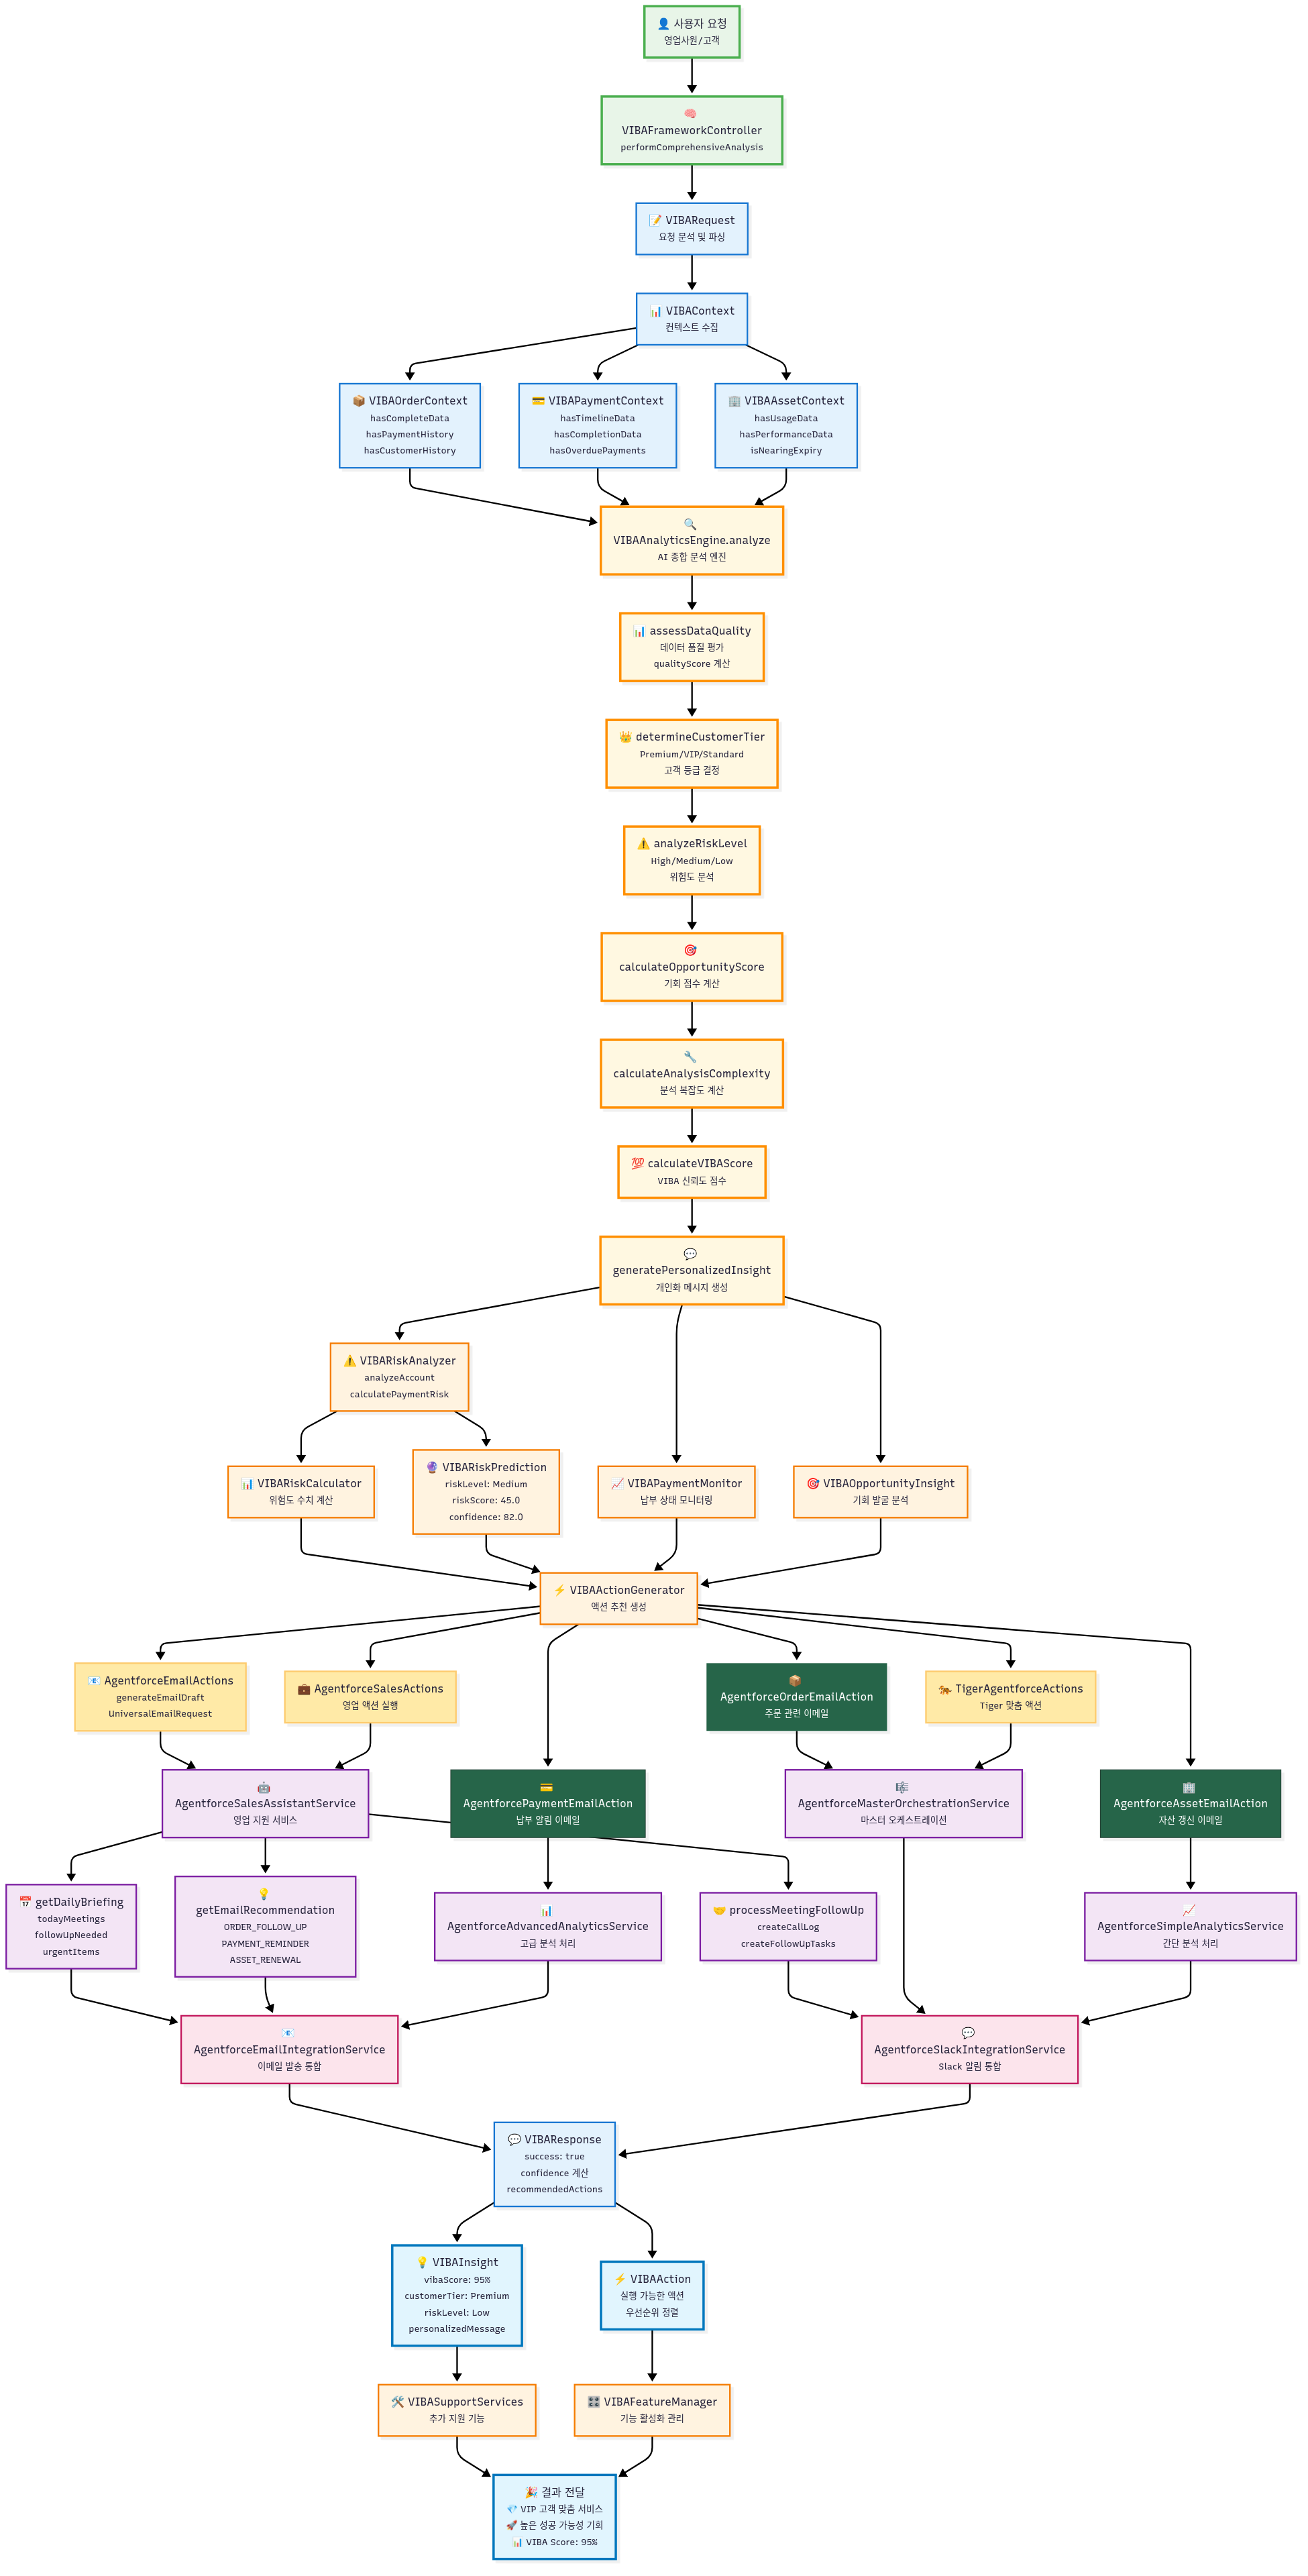 👤 사용자 요청
영업사원/고객
🧠
VIBAFrameworkController
performComprehensiveAnalysis
📝 VIBARequest
요청 분석 및 파싱
📊 VIBAContext
컨텍스트 수집
📦 VIBAOrderContext
hasCompleteData
hasPaymentHistory
hasCustomerHistory
💳 VIBAPaymentContext
hasTimelineData
hasCompletionData
hasOverduePayments
🏢 VIBAAssetContext
hasUsageData
hasPerformanceData
isNearingExpiry
🔍
VIBAAnalyticsEngine.analyze
AI 종합 분석 엔진
📊 assessDataQuality
데이터 품질 평가
qualityScore 계산
👑 determineCustomerTier
Premium/VIP/Standard
고객 등급 결정
⚠️ analyzeRiskLevel
High/Medium/Low
위험도 분석
🎯
calculateOpportunityScore
기회 점수 계산
🔧
calculateAnalysisComplexity
분석 복잡도 계산
💯 calculateVIBAScore
VIBA 신뢰도 점수
💬
generatePersonalizedInsight
개인화 메시지 생성
⚠️ VIBARiskAnalyzer
analyzeAccount
calculatePaymentRisk
📊 VIBARiskCalculator
위험도 수치 계산
🔮 VIBARiskPrediction
riskLevel: Medium
riskScore: 45.0
confidence: 82.0
📈 VIBAPaymentMonitor
납부 상태 모니터링
🎯 VIBAOpportunityInsight
기회 발굴 분석
⚡ VIBAActionGenerator
액션 추천 생성
📧 AgentforceEmailActions
generateEmailDraft
UniversalEmailRequest
💼 AgentforceSalesActions
영업 액션 실행
📦
AgentforceOrderEmailAction
주문 관련 이메일
🐅 TigerAgentforceActions
Tiger 맞춤 액션
🤖
AgentforceSalesAssistantService
영업 지원 서비스
💳
AgentforcePaymentEmailAction
납부 알림 이메일
🎼
AgentforceMasterOrchestrationService
마스터 오케스트레이션
🏢
AgentforceAssetEmailAction
자산 갱신 이메일
📅 getDailyBriefing
todayMeetings
followUpNeeded
urgentItems
💡
getEmailRecommendation
ORDER_FOLLOW_UP
PAYMENT_REMINDER
ASSET_RENEWAL
📊
AgentforceAdvancedAnalyticsService
고급 분석 처리
🤝 processMeetingFollowUp
createCallLog
createFollowUpTasks
📈
AgentforceSimpleAnalyticsService
간단 분석 처리
📧
AgentforceEmailIntegrationService
이메일 발송 통합
💬
AgentforceSlackIntegrationService
Slack 알림 통합
💬 VIBAResponse
success: true
confidence 계산
recommendedActions
💡 VIBAInsight
vibaScore: 95%
customerTier: Premium
riskLevel: Low
personalizedMessage
⚡ VIBAAction
실행 가능한 액션
우선순위 정렬
🛠️ VIBASupportServices
추가 지원 기능
🎛️ VIBAFeatureManager
기능 활성화 관리
🎉 결과 전달
💎 VIP 고객 맞춤 서비스
🚀 높은 성공 가능성 기회
📊 VIBA Score: 95%